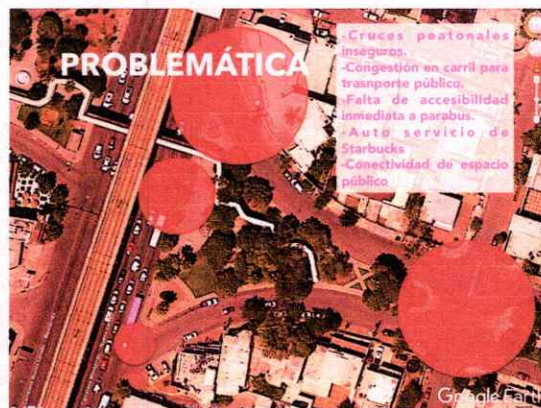 PROBLEMÁTICA
-Cruces peatonales
inseguros.
-Congestión en carril para
trasnporte público.
-Falta de accesibilidad
inmediata a parabús.
-Auto servicio de
Starbucks
-Conectividad de espacio
público
Google Earth